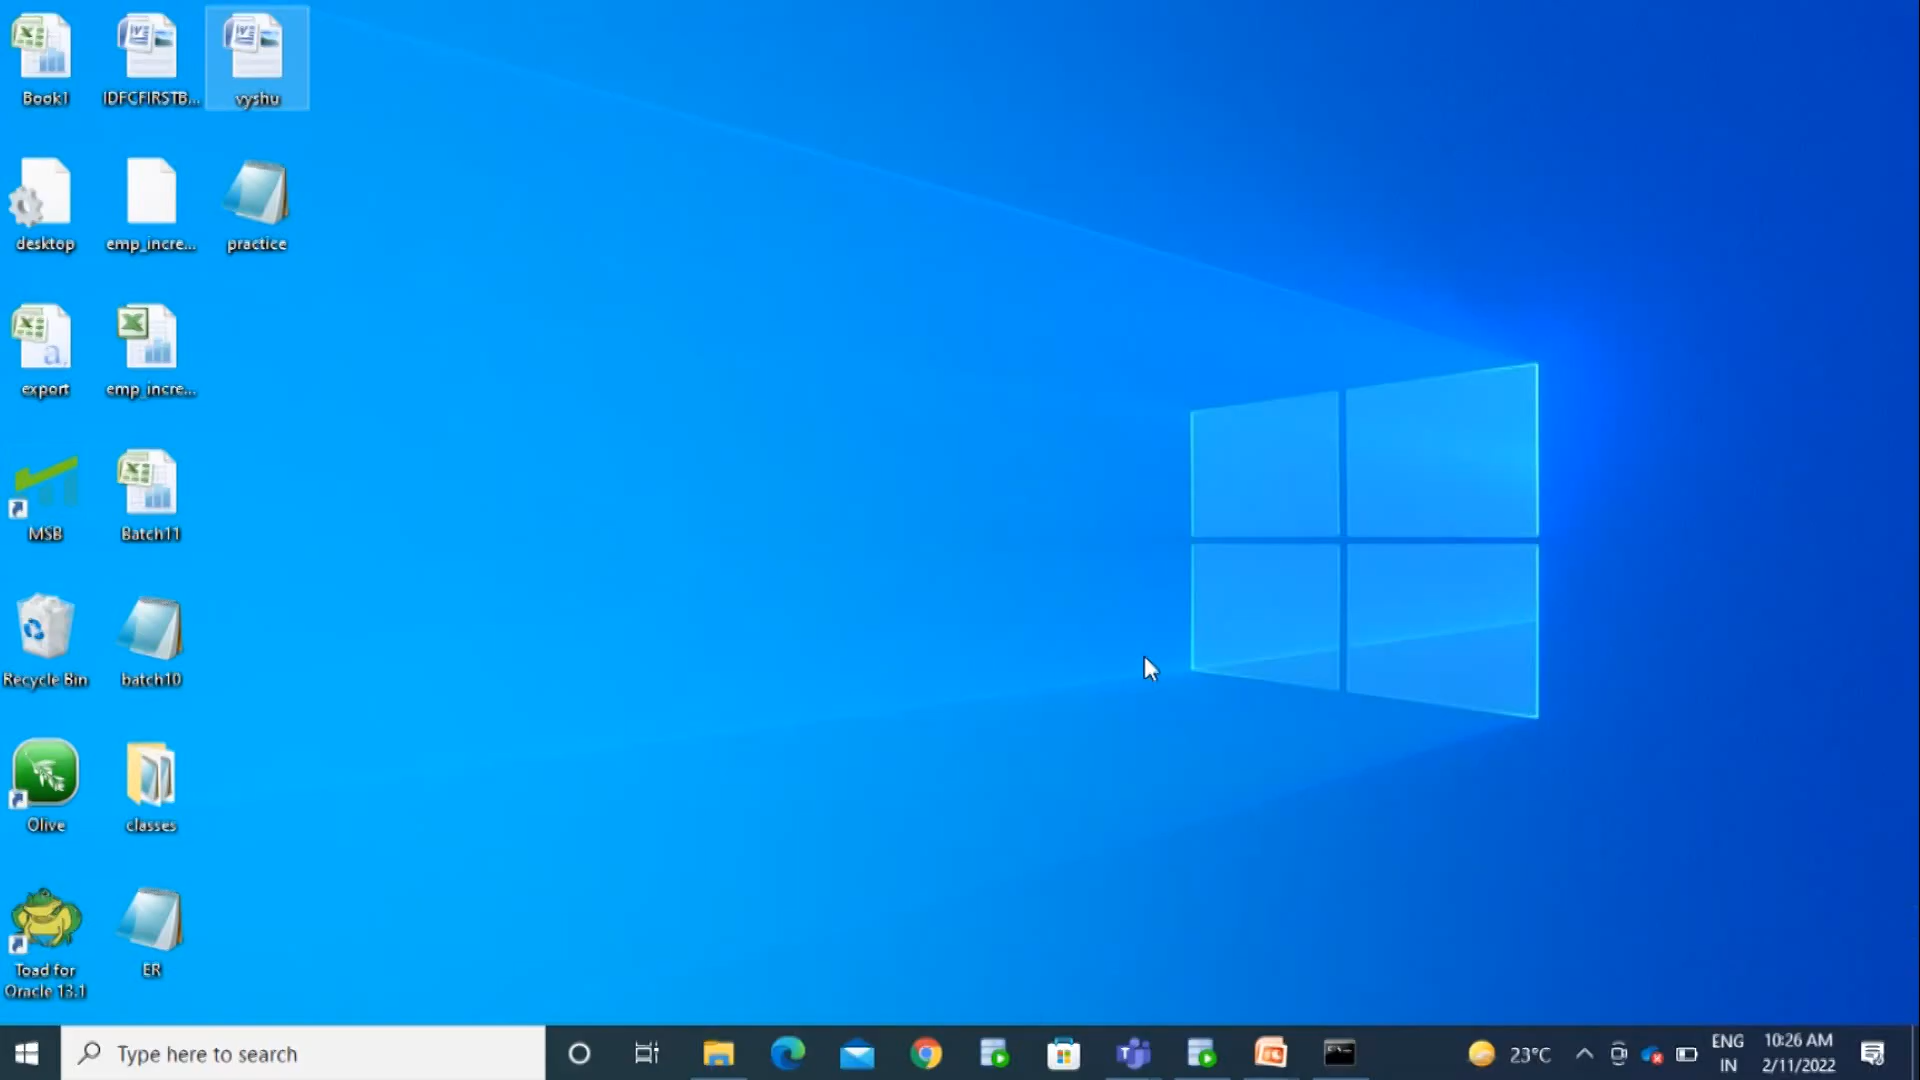 Book1
IDFCFIRSTB...
vyshu
desktop
emp_incre...
practice
export
emp_incre...
MSB
Batch11
Recycle Bin
batch10
Olive
classes
Toad for
Oracle 13.1
ER
Type here to search
23°C
ENG
IN
10:26 AM
2/11/2022